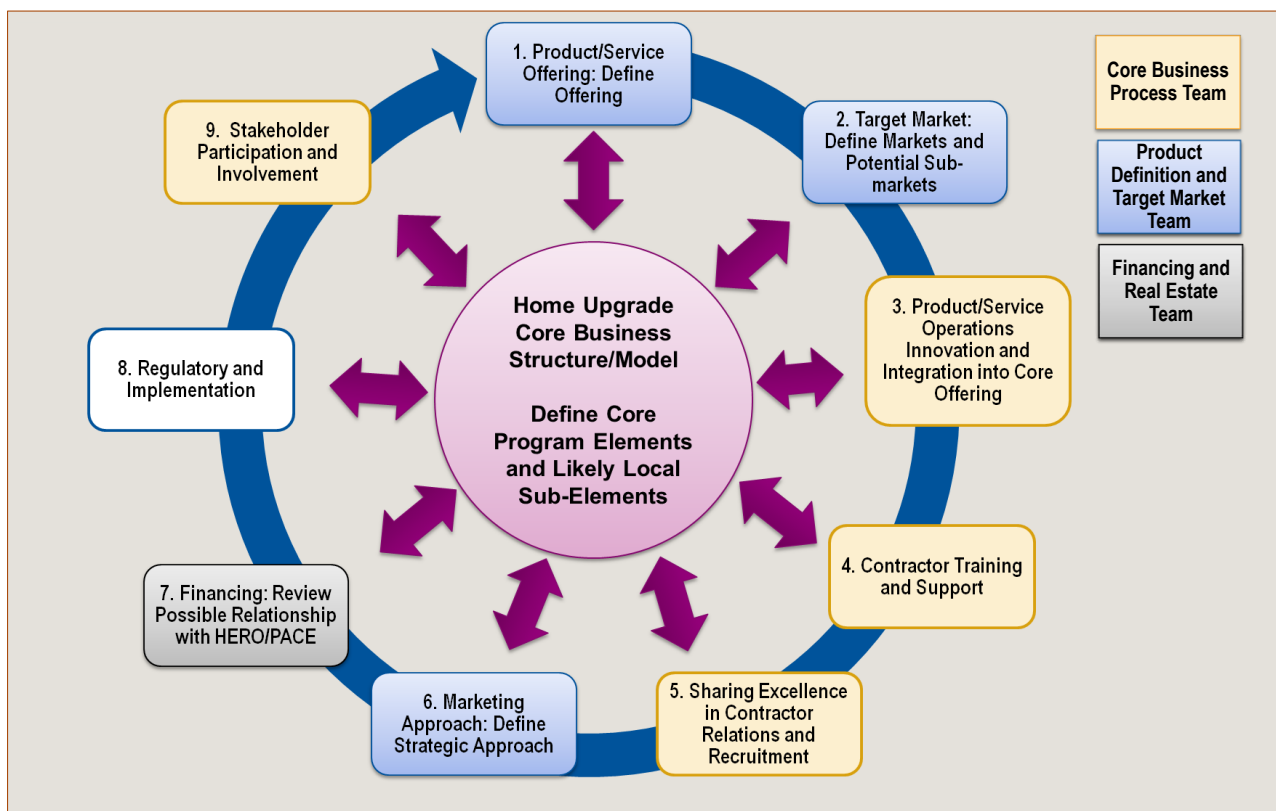 1. Product/Service
Offering: Define
Offering
2. Target Market:
Define Markets and
Potential Sub-
markets
3. Product/Service
Operations
Innovation and
Integration into Core
Offering
4. Contractor Training
and Support
5. Sharing Excellence
in Contractor
Relations and
Recruitment
6. Marketing
Approach: Define
Strategic Approach
7. Financing: Review
Possible Relationship
with HERO/PACE
8. Regulatory and
Implementation
9. Stakeholder
Participation and
Involvement
Home Upgrade
Core Business
Structure/Model
Define Core
Program Elements
and Likely Local
Sub-Elements
Core Business
Process Team
Product
Definition and
Target Market
Team
Financing and
Real Estate
Team